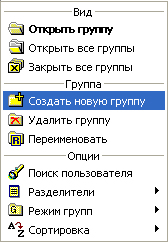 Вид
Открыть группу
Открыть все группы
Закрыть все группы
Группа
Создать новую группу
Удалить группу
Переименовать
Опции
Поиск пользователя
Разделители
Режим групп
Сортировка